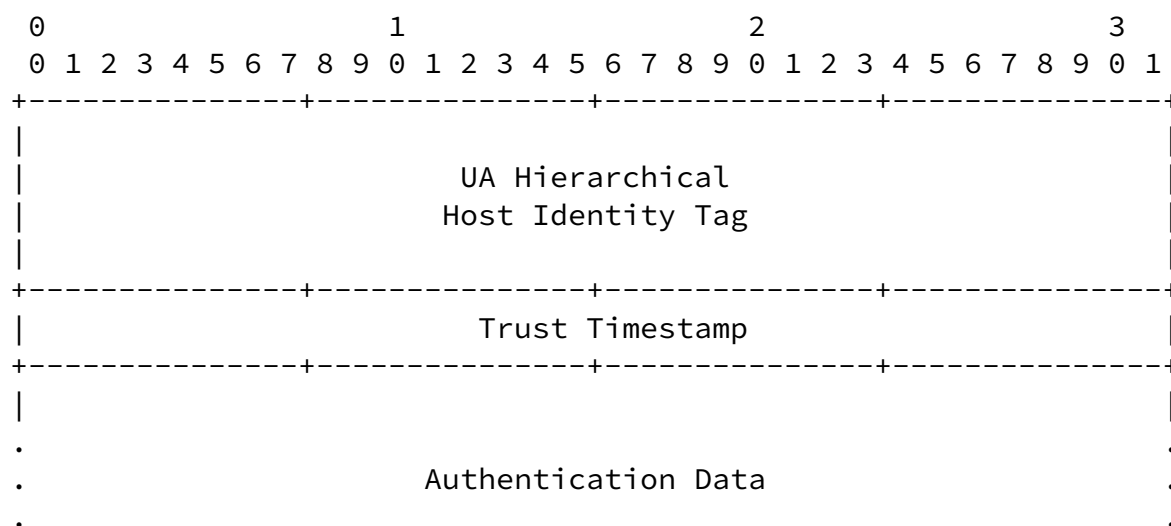 0                   1                   2                   3
0 1 2 3 4 5 6 7 8 9 0 1 2 3 4 5 6 7 8 9 0 1 2 3 4 5 6 7 8 9 0 1
+---------------+---------------+---------------+---------------+
UA Hierarchical
Host Identity Tag
+---------------+---------------+---------------+---------------+
Trust Timestamp
+---------------+---------------+---------------+---------------+
Authentication Data